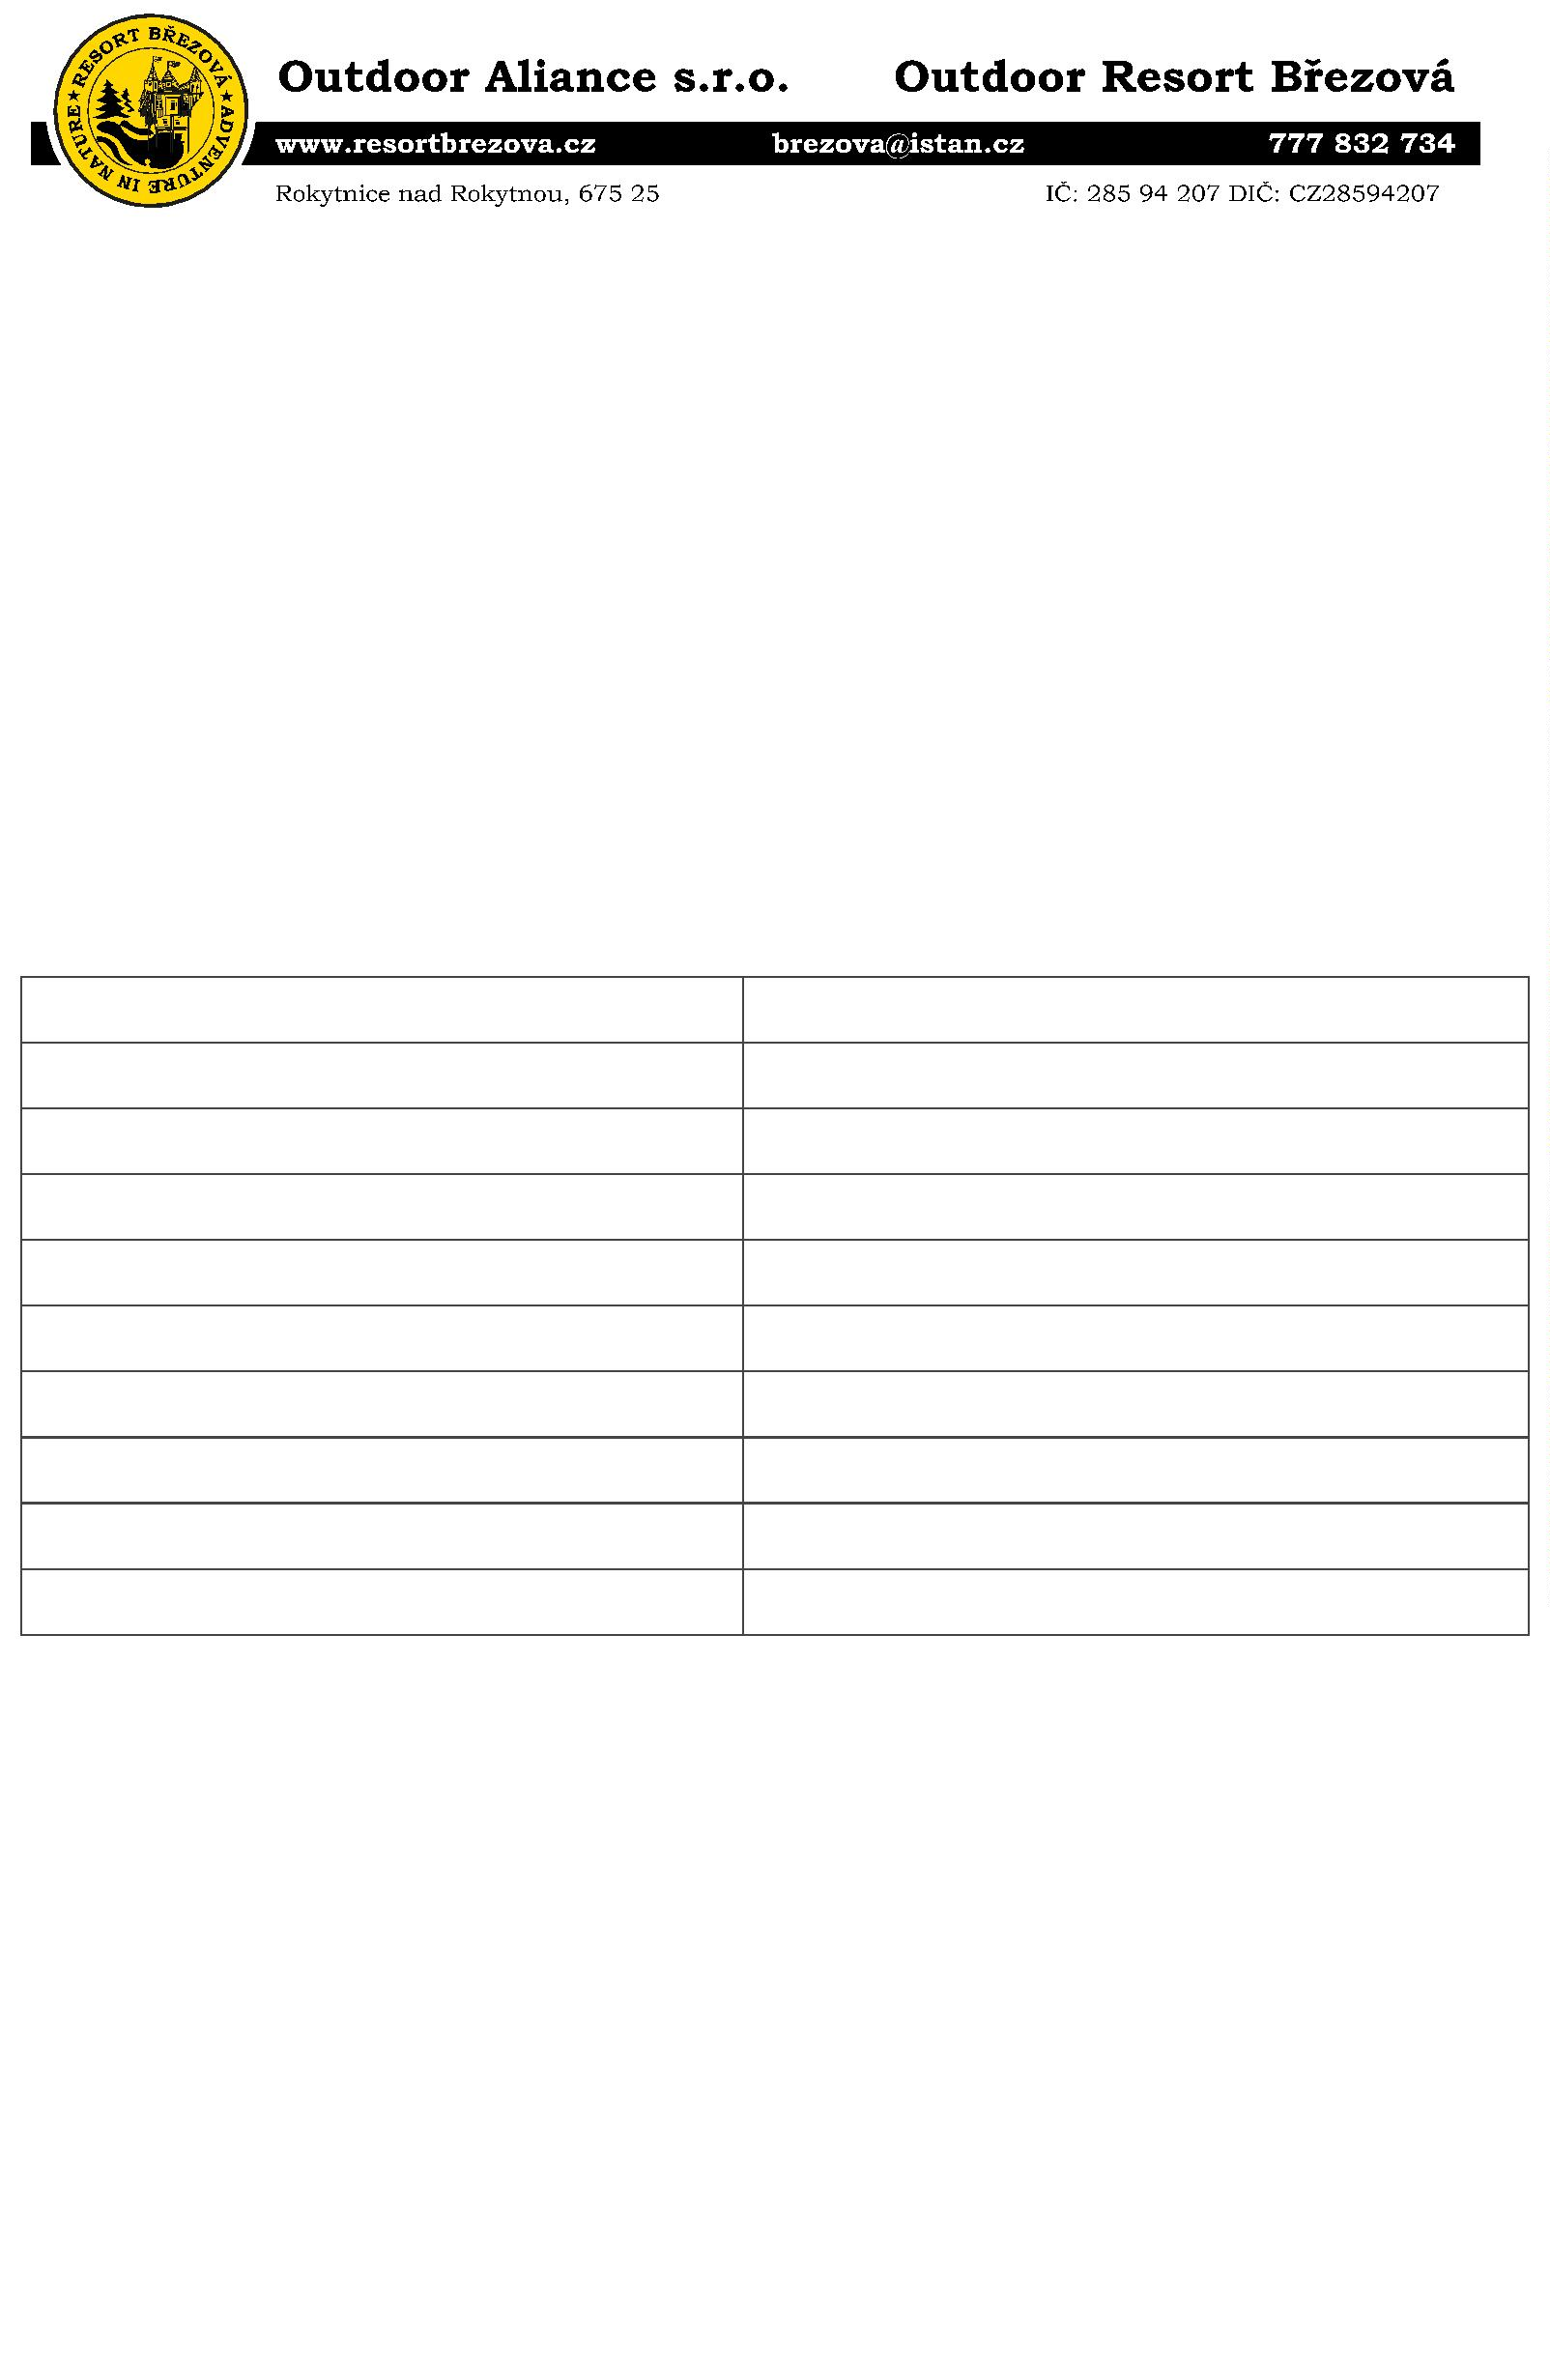 RESORT BŘEZOVÁ ★ ADVENTURE IN NATURE ★
Outdoor Aliance s.r.o. Outdoor Resort Březová
www.resortbrezova.cz brezova@istan.cz 777 832 734
Rokytnice nad Rokytnou, 675 25 IČ: 285 94 207 DIČ: CZ28594207